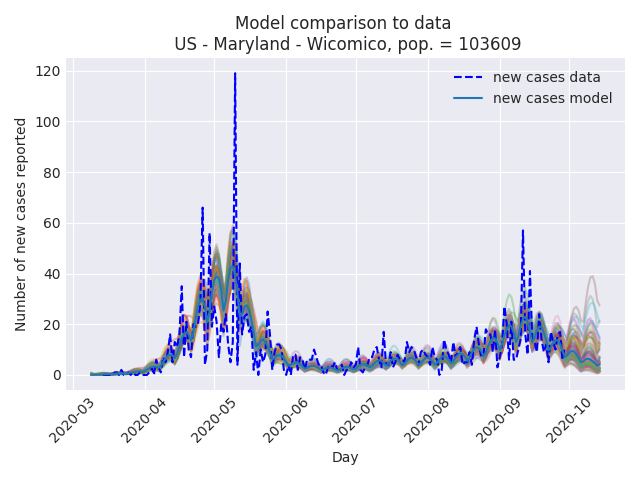 Model comparison to data
US - Maryland - Wicomico, pop. = 103609
new cases data
new cases model
Number of new cases reported
120
100
80
60
40
20
0
2020-03
2020-04
2020-05
2020-06
2020-07
2020-08
2020-09
2020-10
Day